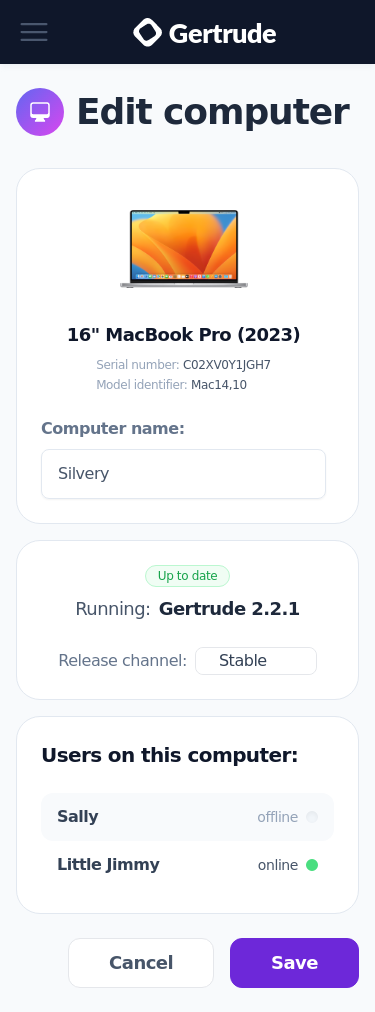 Gertrude
Edit computer
16" MacBook Pro (2023)
Serial number: C02XV0Y1JGH7
Model identifier: Mac14,10
Computer name:
Silvery
Up to date
Running: Gertrude 2.2.1
Release channel: Stable
Users on this computer:
Sally offline
Little Jimmy online
Cancel Save